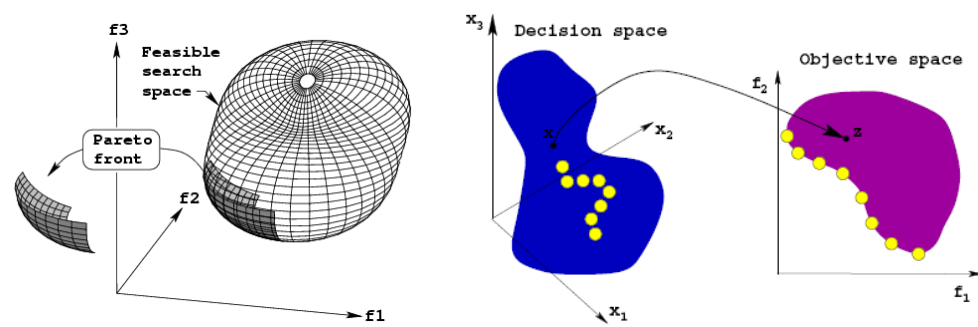 f3
Feasible
search
space
Pareto
front
f2
f1
x3
Decision space
x2
x
x1
Objective space
f2
z
f1